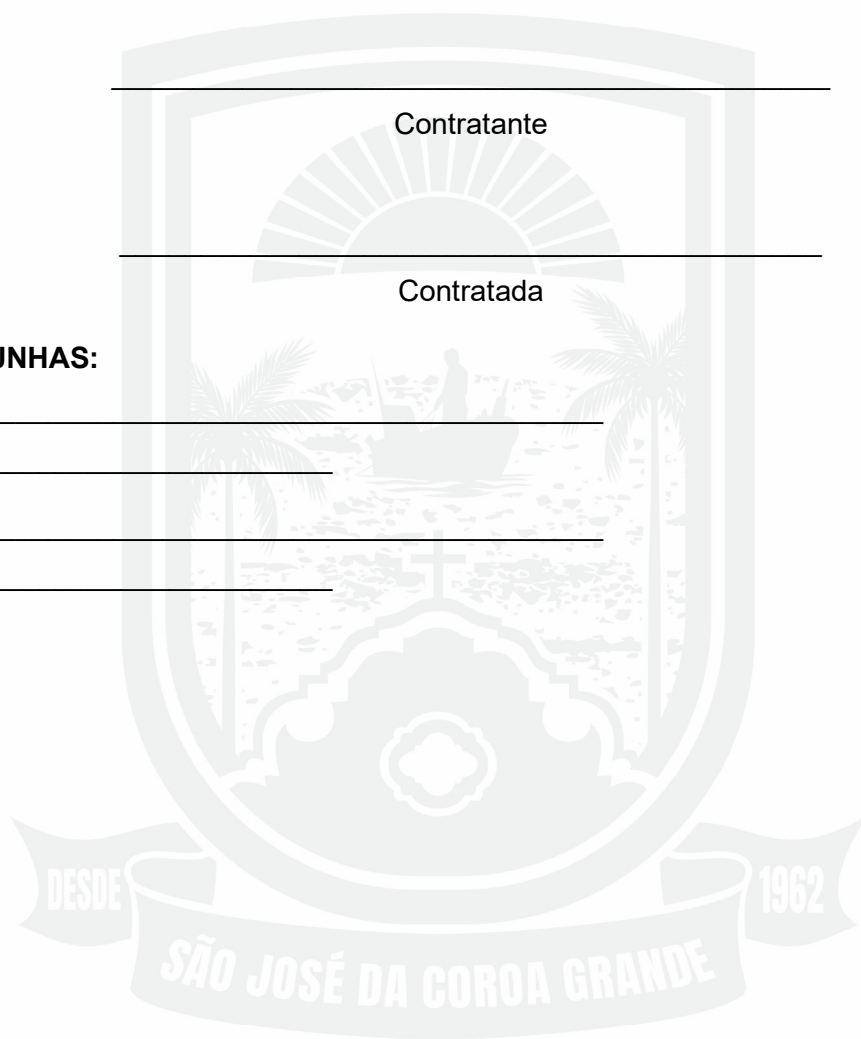 Contratante
Contratada
UNHAS:
DESDE
1962
SÃO JOSÉ DA COROA GRANDE